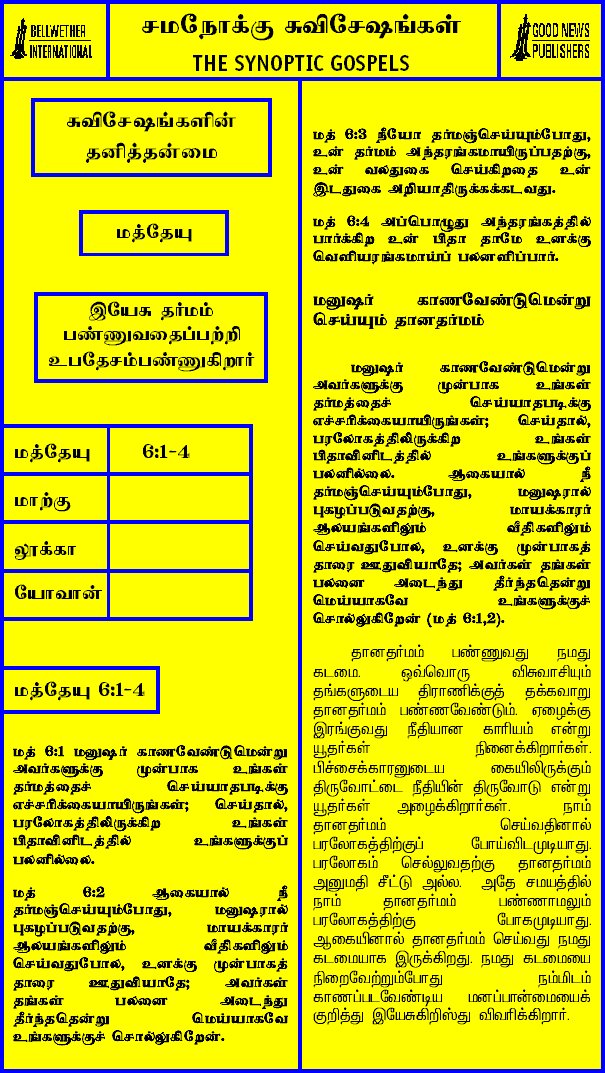 BELLWETHER
INTERNATIONAL
சமநோக்கு சுவிசேஷங்கள்
THE SYNOPTIC GOSPELS
GOOD NEWS
PUBLISHERS
சுவிசேஷங்களின்
தனித்தன்மை
மத்தேயு
இயேசு தர்மம்
பண்ணுவதைப்பற்றி
உபதேசம்பண்ணுகிறார்
மத்தேயு 6:1-4
மாற்கு
லூக்கா
யோவான்
மத்தேயு 6:1-4
மத் 6:1 மனுஷர் காணவேண்டுமென்று
அவர்களுக்கு முன்பாக உங்கள்
தர்மத்தைச் செய்யாதபடிக்கு
எச்சரிக்கையாயிருங்கள்; செய்தால்,
பரலோகத்திலிருக்கிற உங்கள்
பிதாவினிடத்தில் உங்களுக்குப்
பலனில்லை.
மத் 6:2 ஆகையால் நீ
தர்மஞ்செய்யும்போது, மனுஷரால்
புகழப்படுவதற்கு, மாயக்காரர்
ஆலயங்களிலும் வீதிகளிலும்
செய்வதுபோல, உனக்கு முன்பாகத்
தாரை ஊதுவியாதே; அவர்கள்
தங்கள் பலனை அடைந்து
தீர்ந்ததென்று மெய்யாகவே
உங்களுக்குச் சொல்லுகிறேன்.
மத் 6:3 நீயோ தர்மஞ்செய்யும்போது,
உன் தர்மம் அந்தரங்கமாயிருப்பதற்கு,
உன் வலதுகை செய்கிறதை உன்
இடதுகை அறியாதிருக்கக்கடவது.
மத் 6:4 அப்பொழுது அந்தரங்கத்தில்
பார்க்கிற உன் பிதா தாமே உனக்கு
வெளியரங்கமாய்ப் பலனளிப்பார்.
மனுஷர் காணவேண்டுமென்று
செய்யும் தானதர்மம்
மனுஷர் காணவேண்டுமென்று
அவர்களுக்கு முன்பாக உங்கள்
தர்மத்தைச் செய்யாதபடிக்கு
எச்சரிக்கையாயிருங்கள்; செய்தால்,
பரலோகத்திலிருக்கிற உங்கள்
பிதாவினிடத்தில் உங்களுக்குப்
பலனில்லை. ஆகையால் நீ
தர்மஞ்செய்யும்போது, மனுஷரால்
புகழப்படுவதற்கு, மாயக்காரர்
ஆலயங்களிலும் வீதிகளிலும்
செய்வதுபோல, உனக்கு முன்பாகத்
தாரை ஊதுவியாதே; அவர்கள் தங்கள்
பலனை அடைந்து தீர்ந்ததென்று
மெய்யாகவே உங்களுக்குச்
சொல்லுகிறேன் (மத் 6:1,2).
தானதர்மம் பண்ணுவது நமது
கடமை. ஒவ்வொரு விசுவாசியும்
தங்களுடைய திராணிக்குத் தக்கவாறு
தானதர்மம் பண்ணவேண்டும். ஏழைக்கு
இரங்குவது நீதியான காரியம் என்று
யூதர்கள் நினைக்கிறார்கள்.
பிச்சைக்காரனுடைய கையிலிருக்கும்
திருவோட்டை நீதியின் திருவோடு என்று
யூதர்கள் அழைக்கிறார்கள். நாம்
தானதர்மம் செய்வதினால்
பரலோகத்திற்குப் போய்விடமுடியாது.
பரலோகம் செல்லுவதற்கு தானதர்மம்
அனுமதி சீட்டு அல்ல. அதே சமயத்தில்
நாம் தானதர்மம் பண்ணாமலும்
பரலோகத்திற்கு போகமுடியாது.
ஆகையினால் தானதர்மம் செய்வது நமது
கடமையாக இருக்கிறது. நமது கடமையை
நிறைவேற்றும்போது நம்மிடம்
காணப்படவேண்டிய மனப்பான்மையைக்
குறித்து இயேசுகிறிஸ்து விவரிக்கிறார்.